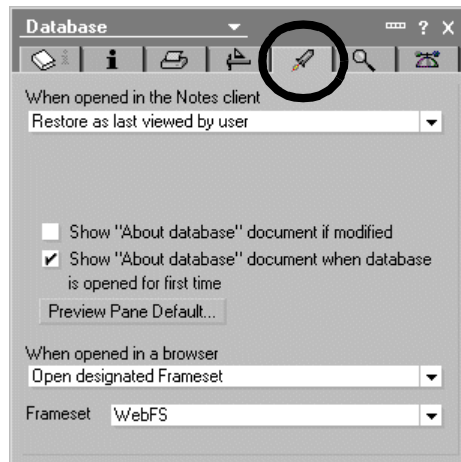 Database
? X
i
When opened in the Notes client
Restore as last viewed by user
Show "About database" document if modified
Show "About database" document when database
is opened for first time
Preview Pane Default...
When opened in a browser
Open designated Frameset
Frameset WebFS